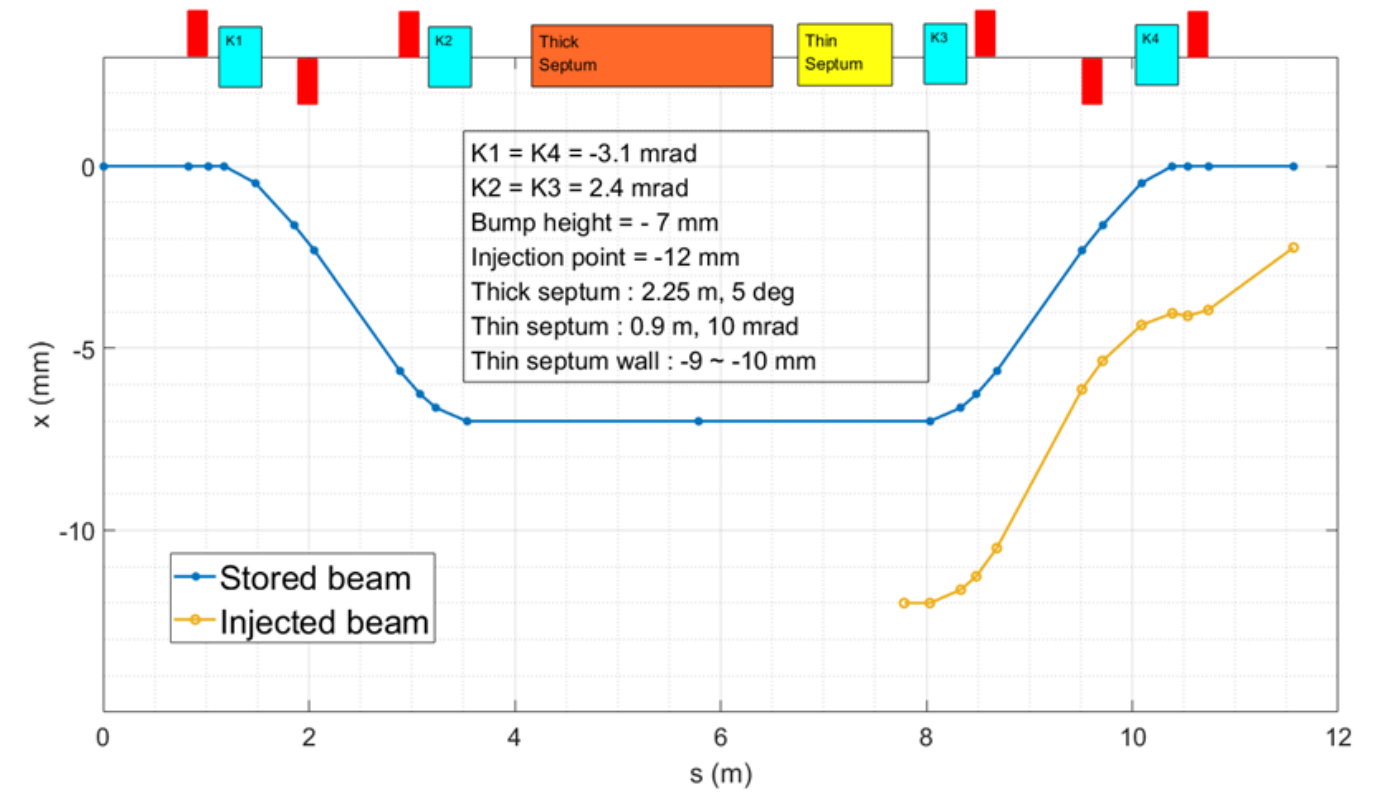 K1
K2
Thick
Septum
Thin
Septum
K3
K4
K1 = K4 = -3.1 mrad
K2 = K3 = 2.4 mrad
Bump height = - 7 mm
Injection point = -12 mm
Thick septum : 2.25 m, 5 deg
Thin septum : 0.9 m, 10 mrad
Thin septum wall : -9 ~ -10 mm
0
-5
-10
x (mm)
Stored beam
Injected beam
0 2 4 6 8 10 12
s (m)